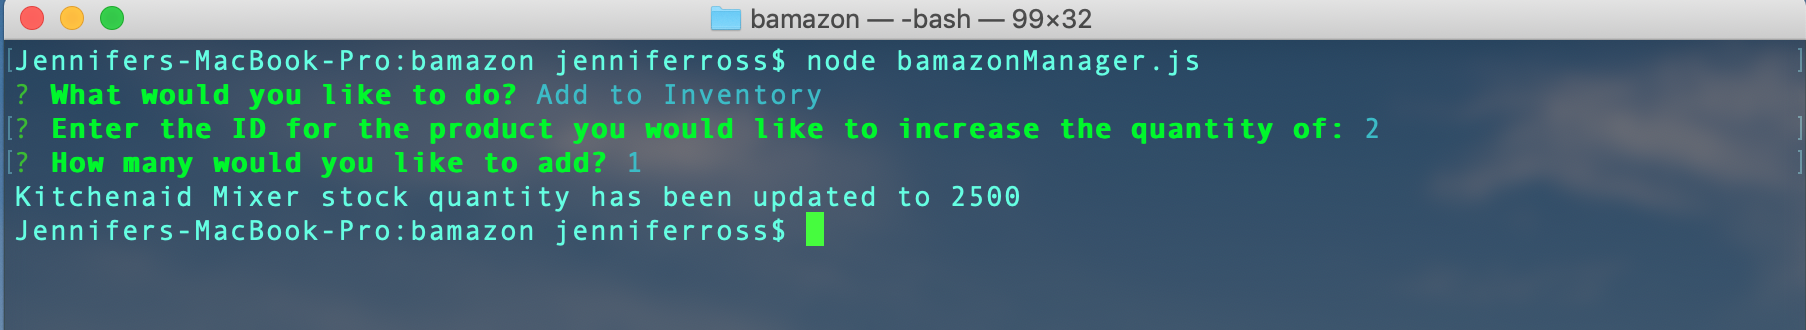 bamazon — -bash — 99×32
[Jennifers-MacBook-Pro:bamazon jenniferross$ node bamazonManager.js ]
? What would you like to do? Add to Inventory
[? Enter the ID for the product you would like to increase the quantity of: 2 ]
[? How many would you like to add? 1 ]
Kitchenaid Mixer stock quantity has been updated to 2500
Jennifers-MacBook-Pro:bamazon jenniferross$